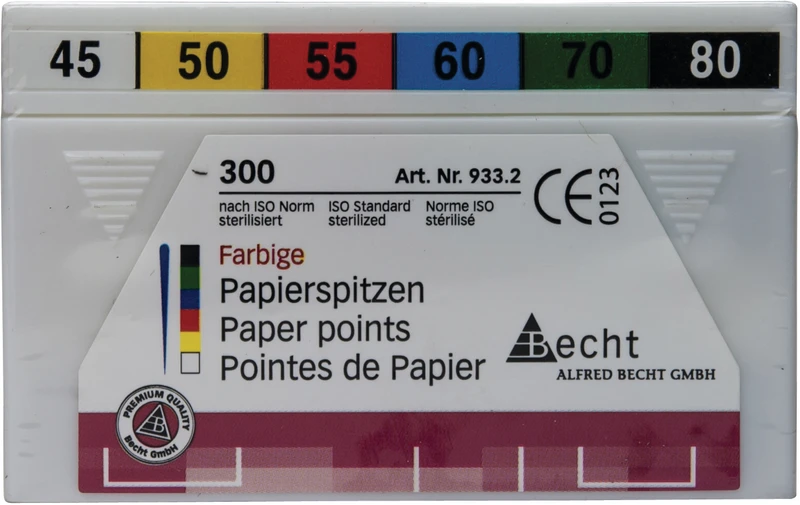 45 50 55 60 70 80
300 Art. Nr. 933.2
nach ISO Norm ISO Standard Norme ISO
sterilisiert sterilized stérilisé
CE 0123
Farbige
Papierspitzen
Paper points
Pointes de Papier
Becht
ALFRED BECHT GMBH
PREMIUM QUALITY
B
Becht GmbH